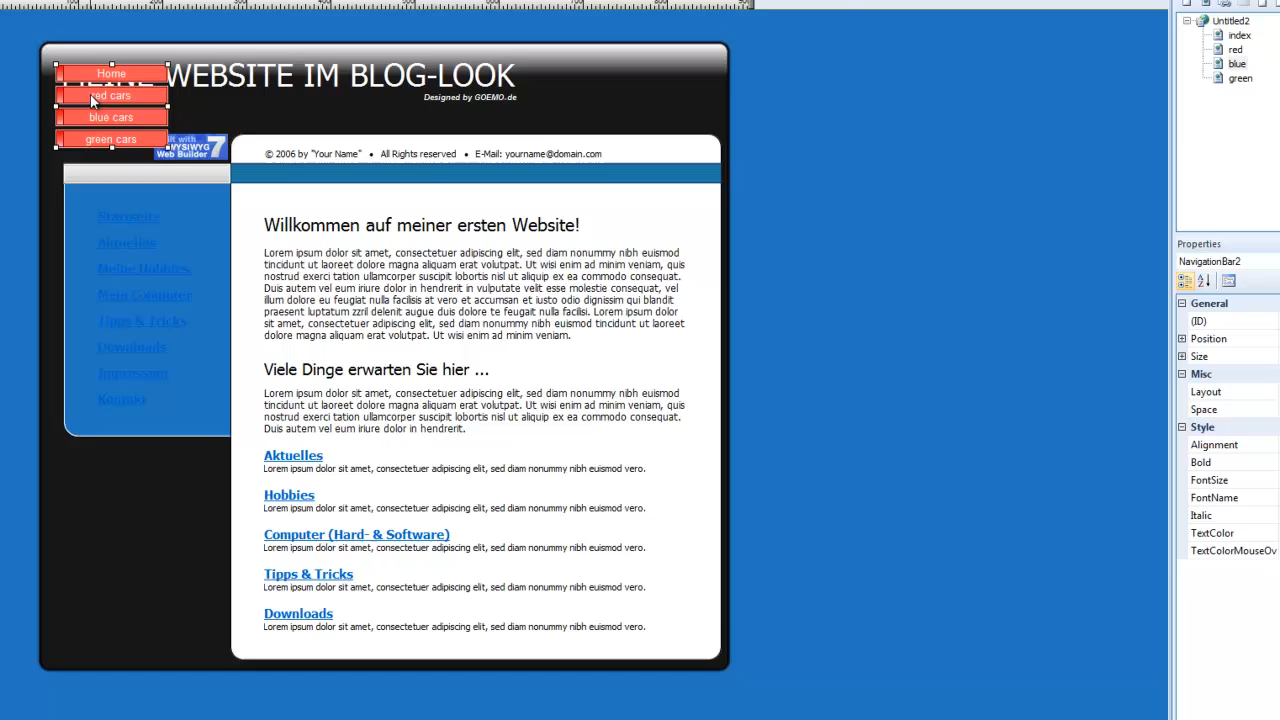 Untitled2
index
red
blue
green
Home
WEBSITE IM BLOG-LOOK
red cars
Designed by GOEMO.de
blue cars
green cars
WYSIWYG
Web Builder 7
© 2006 by "Your Name" • All Rights reserved • E-Mail: yourname@domain.com
Startseite
Aktuelles
Meine Hobbies
Mein Computer
Tipps & Tricks
Downloads
Impressum
Kontakt
Willkommen auf meiner ersten Website!
Lorem ipsum dolor sit amet, consectetuer adipiscing elit, sed diam nonummy nibh euismod
tincidunt ut laoreet dolore magna aliquam erat volutpat. Ut wisi enim ad minim veniam, quis
nostrud exerci tation ullamcorper suscipit lobortis nisl ut aliquip ex ea commodo consequat.
Duis autem vel eum iriure dolor in hendrerit in vulputate velit esse molestie consequat, vel
illum dolore eu feugiat nulla facilisis at vero et accumsan et iusto odio dignissim qui blandit
praesent luptatum zzril delenit augue duis dolore te feugait nulla facilisi. Lorem ipsum dolor
sit amet, consectetuer adipiscing elit, sed diam nonummy nibh euismod tincidunt ut laoreet
dolore magna aliquam erat volutpat. Ut wisi enim ad minim veniam.
Viele Dinge erwarten Sie hier ...
Lorem ipsum dolor sit amet, consectetuer adipiscing elit, sed diam nonummy nibh euismod
tincidunt ut laoreet dolore magna aliquam erat volutpat. Ut wisi enim ad minim veniam, quis
nostrud exerci tation ullamcorper suscipit lobortis nisl ut aliquip ex ea commodo consequat.
Duis autem vel eum iriure dolor in hendrerit.
Aktuelles
Lorem ipsum dolor sit amet, consectetuer adipiscing elit, sed diam nonummy nibh euismod vero.
Hobbies
Lorem ipsum dolor sit amet, consectetuer adipiscing elit, sed diam nonummy nibh euismod vero.
Computer (Hard- & Software)
Lorem ipsum dolor sit amet, consectetuer adipiscing elit, sed diam nonummy nibh euismod vero.
Tipps & Tricks
Lorem ipsum dolor sit amet, consectetuer adipiscing elit, sed diam nonummy nibh euismod vero.
Downloads
Lorem ipsum dolor sit amet, consectetuer adipiscing elit, sed diam nonummy nibh euismod vero.
Properties
NavigationBar2
General
(ID)
Position
Size
Misc
Layout
Space
Style
Alignment
Bold
FontSize
FontName
Italic
TextColor
TextColorMouseOv